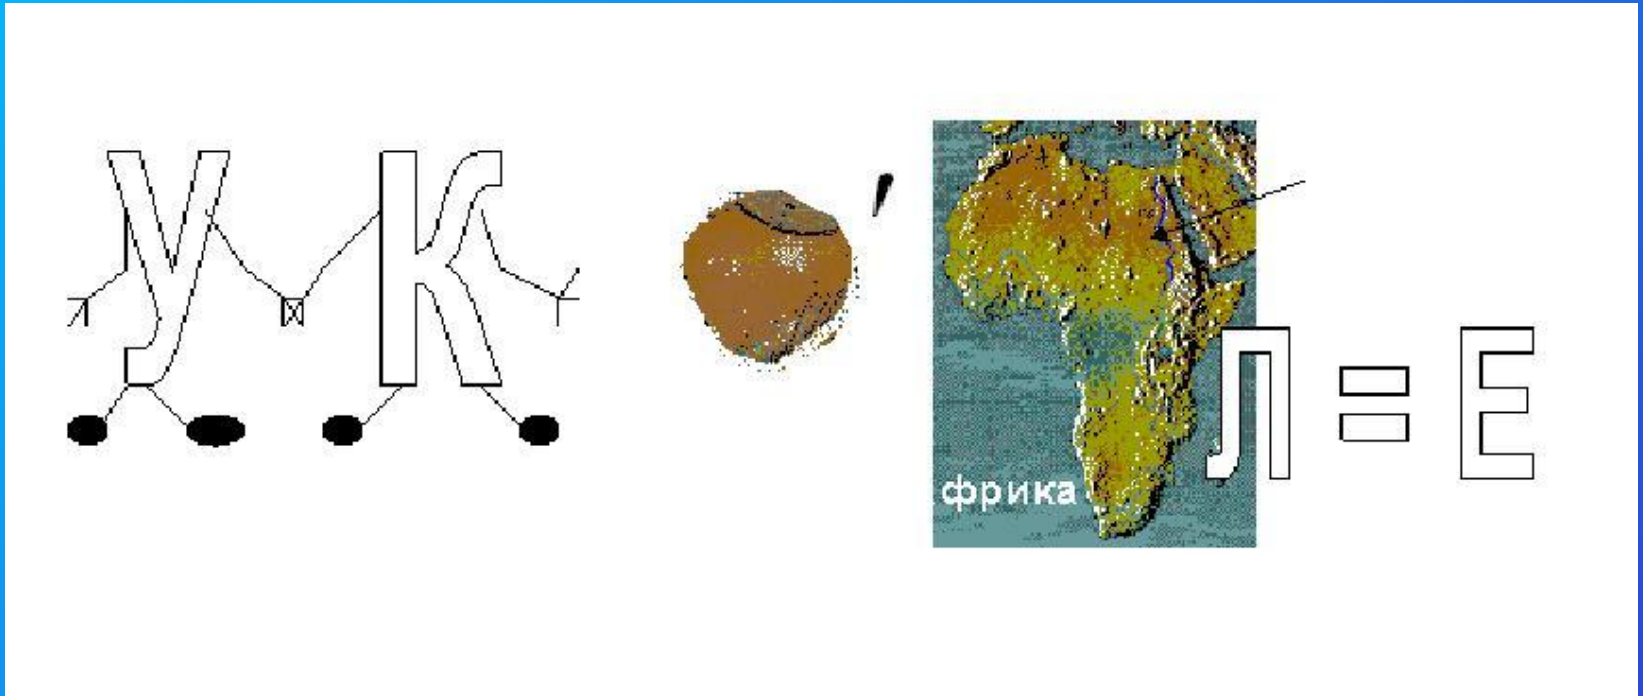 У К ' Л = Е
фрика